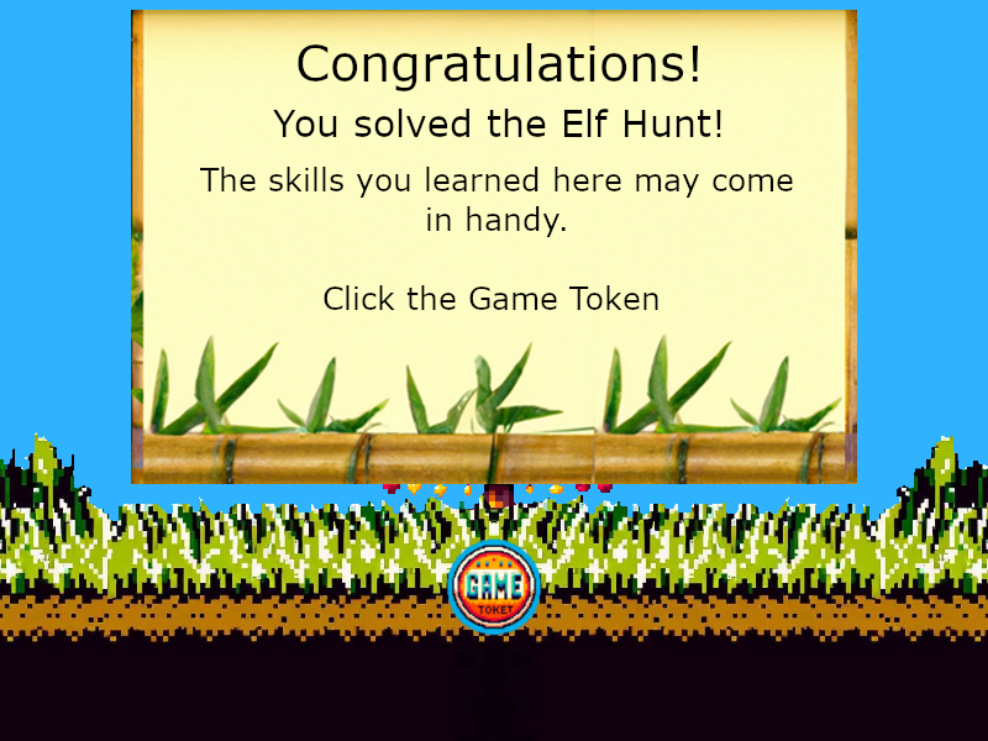 Congratulations!
You solved the Elf Hunt!
The skills you learned here may come
in handy.
Click the Game Token
GAME
TOKET